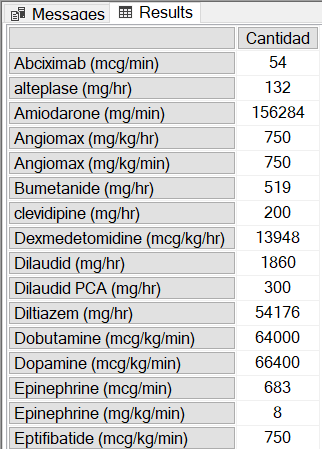 Messages Results
Cantidad
Abciximab (mcg/min) 54
alteplase (mg/hr) 132
Amiodarone (mg/min) 156284
Angiomax (mg/kg/hr) 750
Angiomax (mg/kg/min) 750
Bumetanide (mg/hr) 519
clevidipine (mg/hr) 200
Dexmedetomidine (mcg/kg/hr) 13948
Dilaudid (mg/hr) 1860
Dilaudid PCA (mg/hr) 300
Diltiazem (mg/hr) 54176
Dobutamine (mcg/kg/min) 64000
Dopamine (mcg/kg/min) 66400
Epinephrine (mcg/min) 683
Epinephrine (mg/kg/min) 8
Eptifibatide (mcg/kg/min) 750